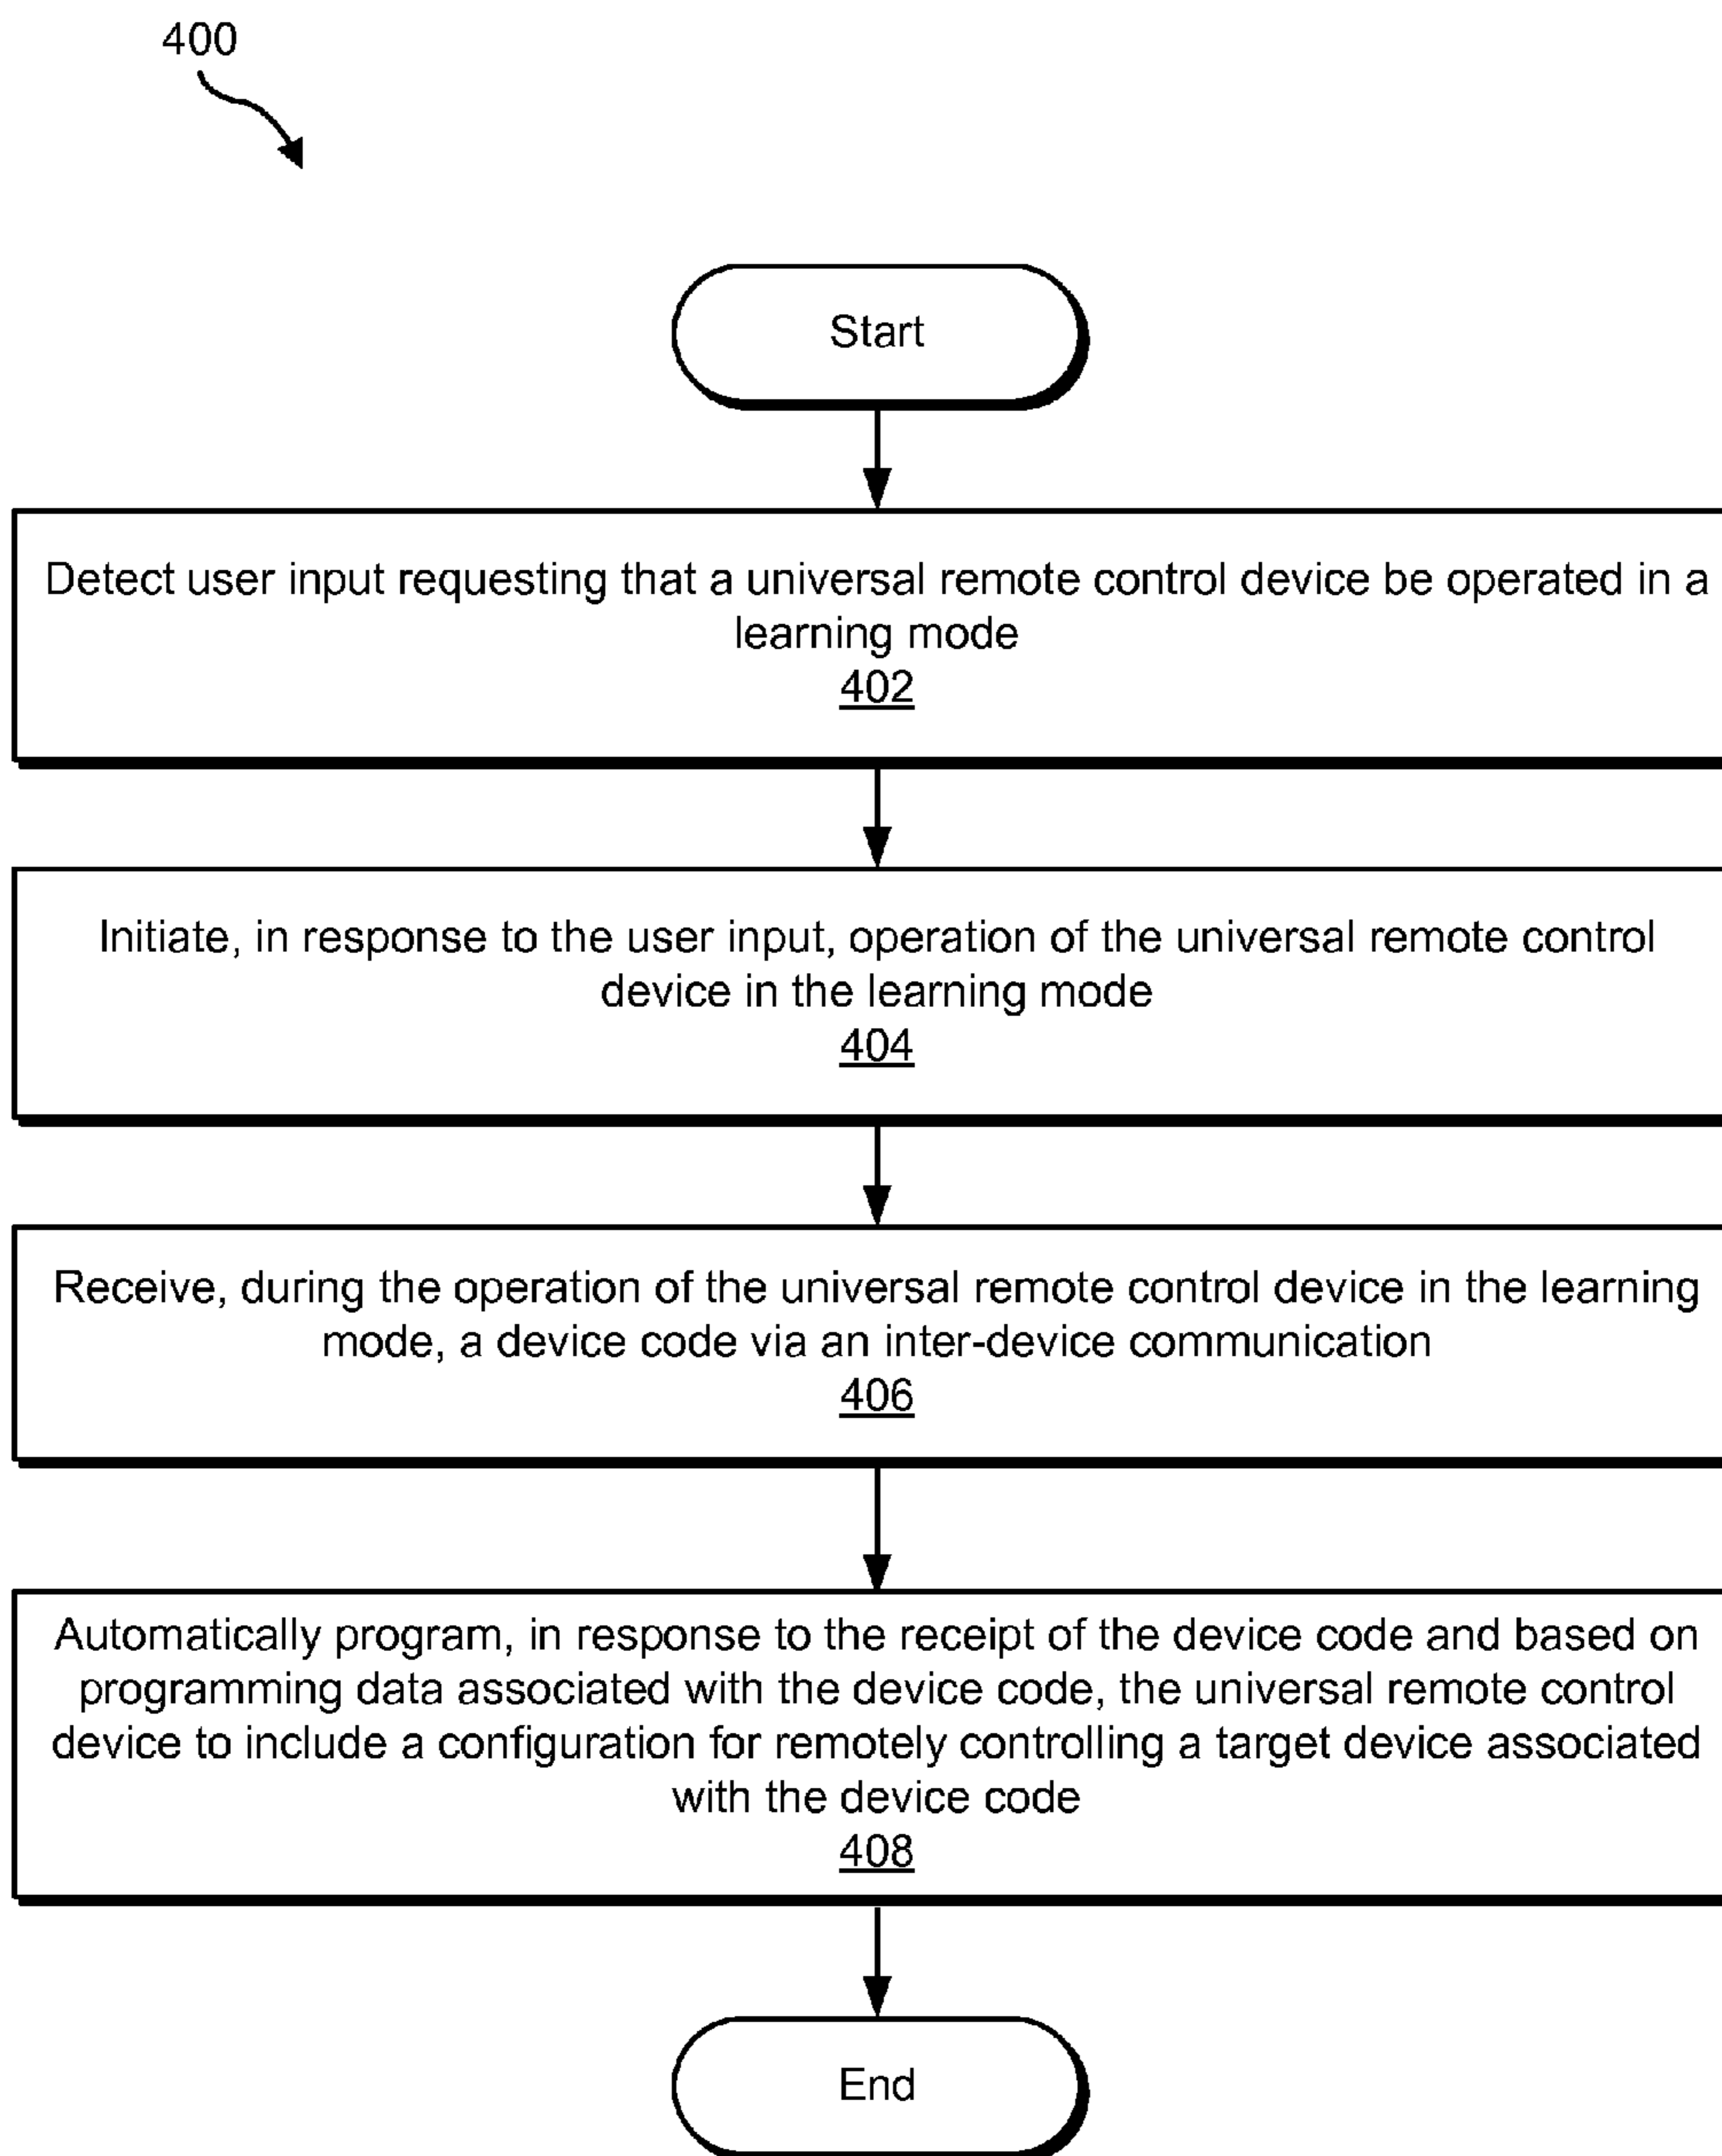 400
Start
Detect user input requesting that a universal remote control device be operated in a
learning mode
402
Initiate, in response to the user input, operation of the universal remote control
device in the learning mode
404
Receive, during the operation of the universal remote control device in the learning
mode, a device code via an inter-device communication
406
Automatically program, in response to the receipt of the device code and based on
programming data associated with the device code, the universal remote control
device to include a configuration for remotely controlling a target device associated
with the device code
408
End